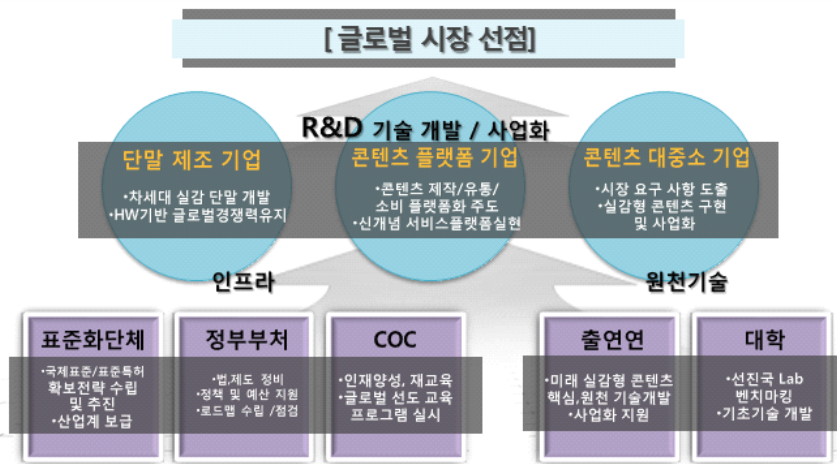 [ 글로벌 시장 선점]
R&D 기술 개발 / 사업화
단말 제조 기업
•차세대 실감 단말 개발
•HW기반 글로벌경쟁력유지
콘텐츠 플랫폼 기업
•콘텐츠 제작/유통/
소비 플랫폼화 주도
•신개념 서비스플랫폼실현
콘텐츠 대중소 기업
•시장 요구 사항 도출
•실감형 콘텐츠 구현
및 사업화
인프라
원천기술
표준화단체
•국제표준/표준특허
확보전략 수립
및 추진
•산업계 보급
정부부처
•법,제도 정비
•정책 및 예산 지원
•로드맵 수립 /점검
COC
•인재양성, 재교육
•글로벌 선도 교육
프로그램 실시
출연연
•미래 실감형 콘텐츠
핵심,원천 기술개발
•사업화 지원
대학
•선진국 Lab
벤치마킹
•기초기술 개발